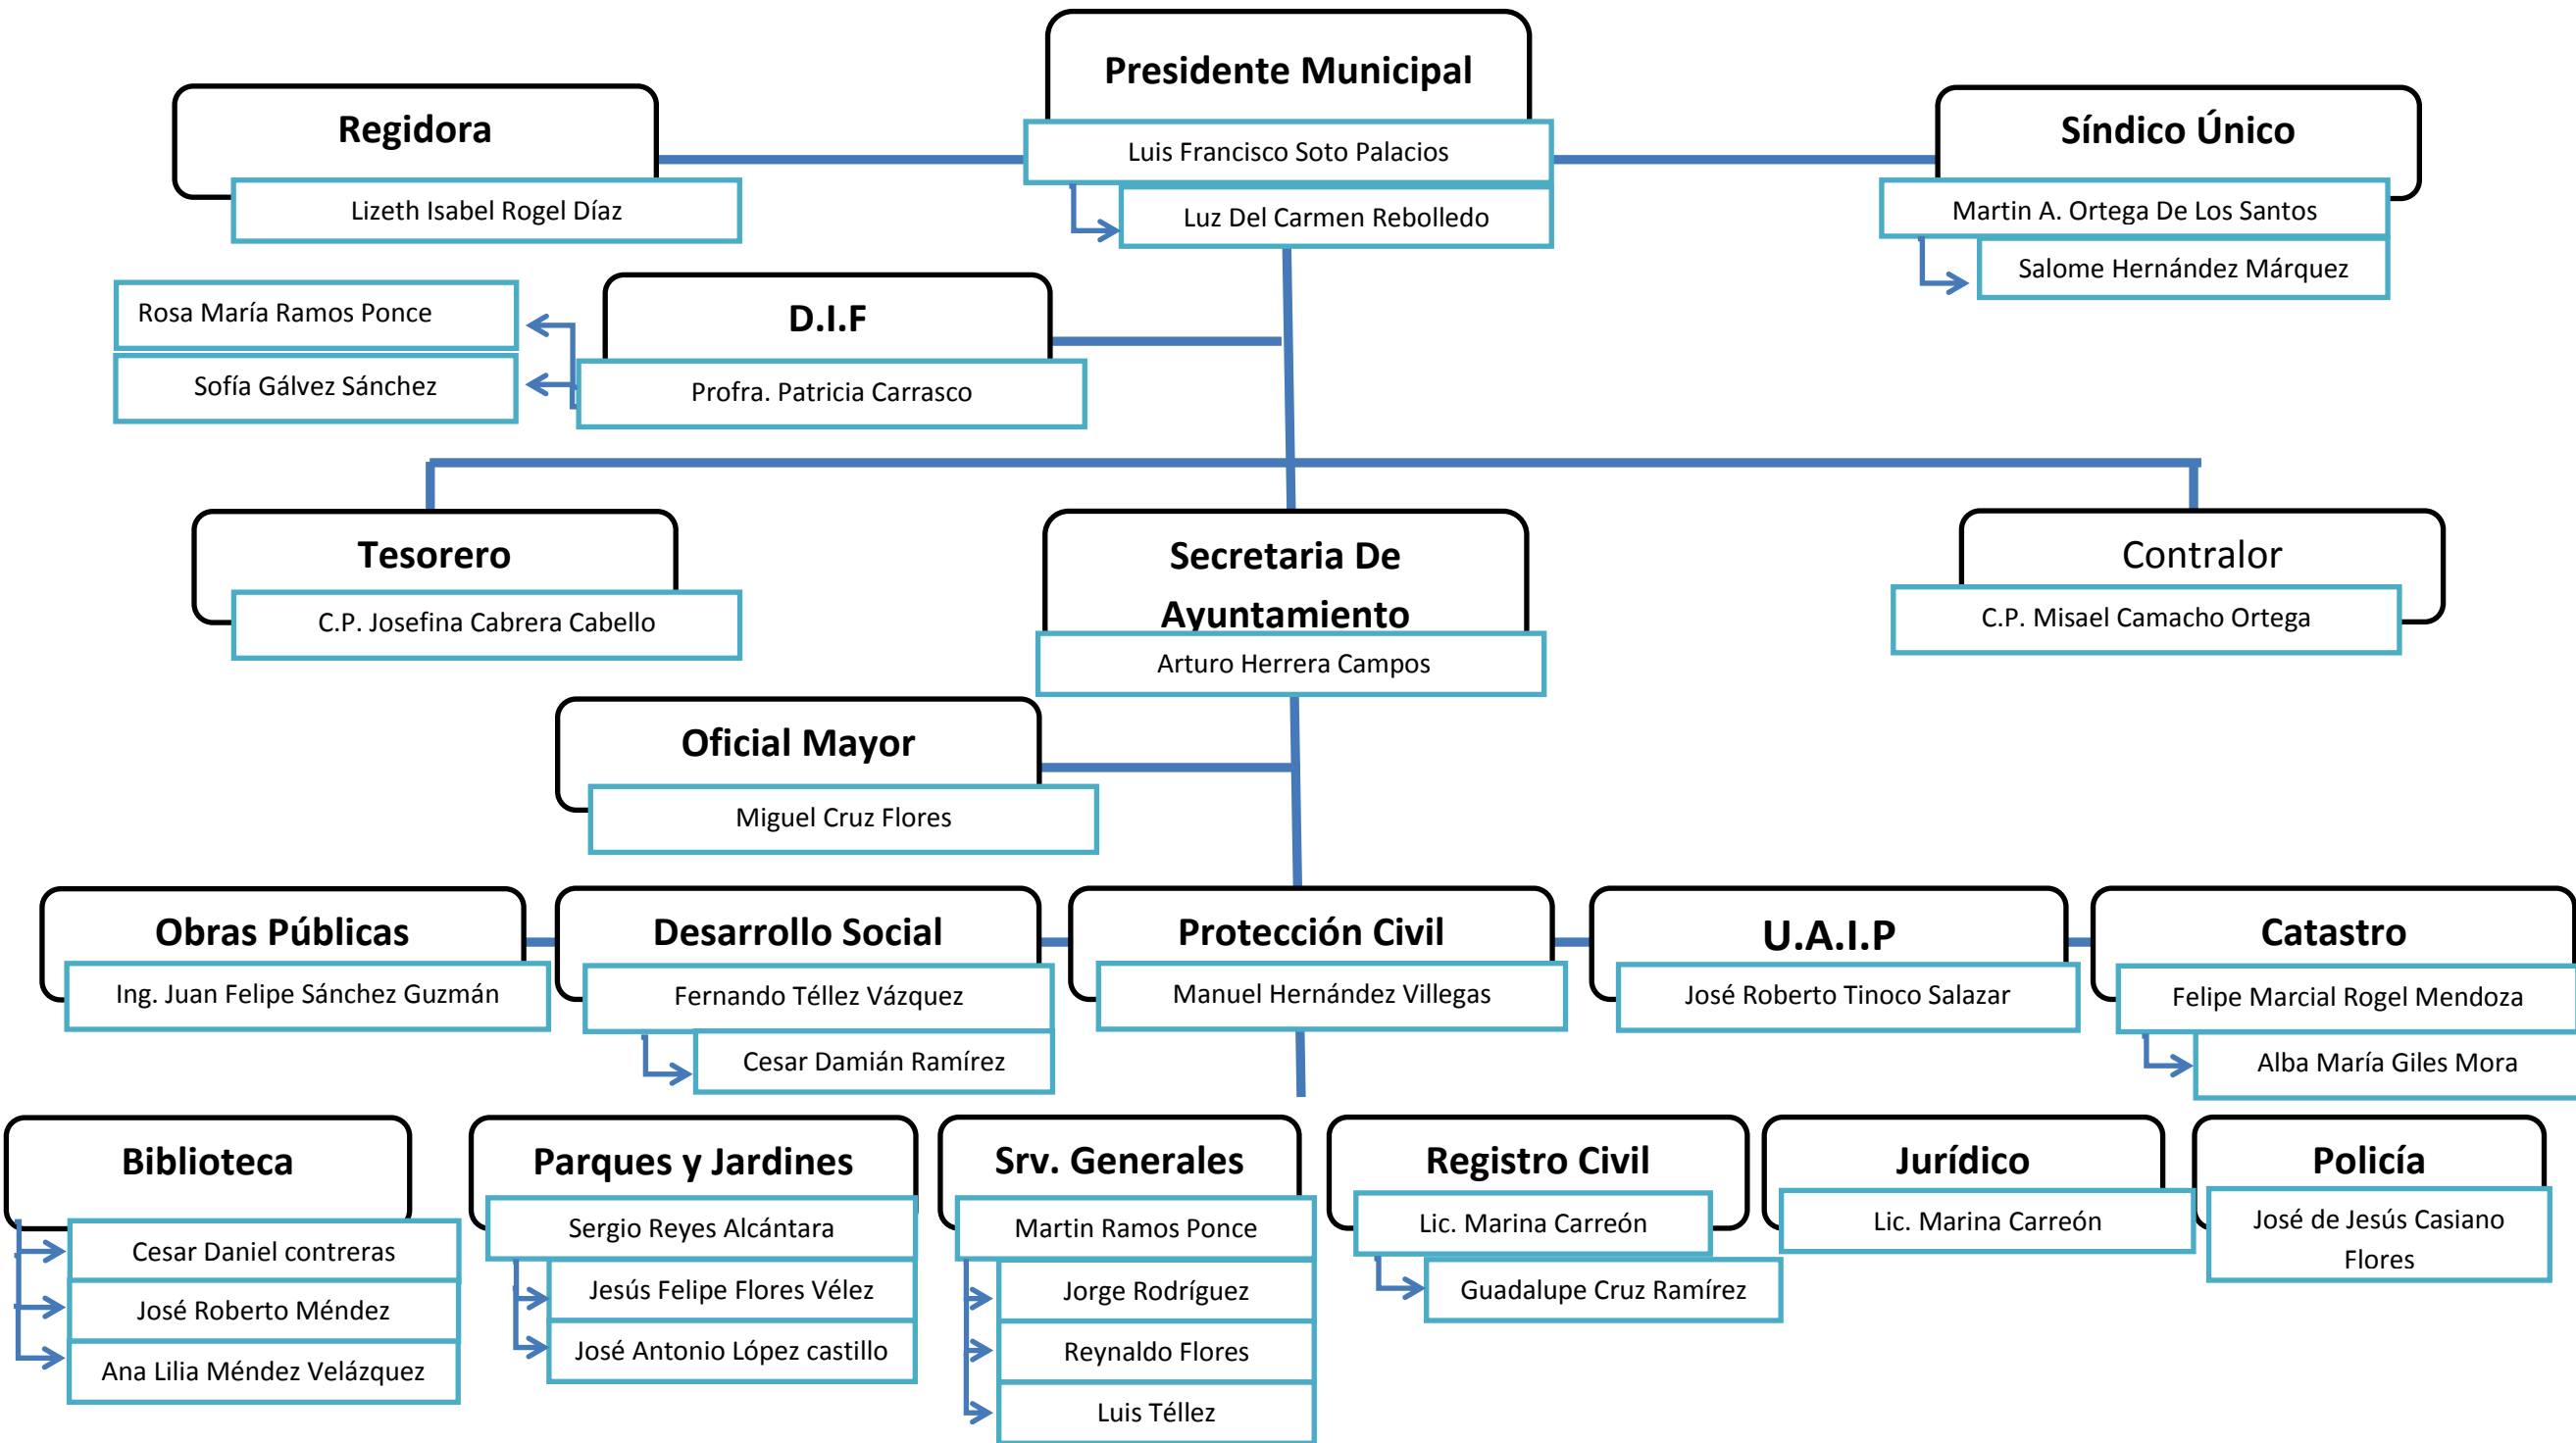 Presidente Municipal
Luis Francisco Soto Palacios
Luz Del Carmen Rebolledo
Regidora
Lizeth Isabel Rogel Díaz
Síndico Único
Martin A. Ortega De Los Santos
Salome Hernández Márquez
D.I.F
Profra. Patricia Carrasco
Rosa María Ramos Ponce
Sofía Gálvez Sánchez
Tesorero
C.P. Josefina Cabrera Cabello
Secretaria De
Ayuntamiento
Arturo Herrera Campos
Contralor
C.P. Misael Camacho Ortega
Oficial Mayor
Miguel Cruz Flores
Obras Públicas
Ing. Juan Felipe Sánchez Guzmán
Desarrollo Social
Fernando Téllez Vázquez
Cesar Damián Ramírez
Protección Civil
Manuel Hernández Villegas
U.A.I.P
José Roberto Tinoco Salazar
Catastro
Felipe Marcial Rogel Mendoza
Alba María Giles Mora
Biblioteca
Cesar Daniel contreras
José Roberto Méndez
Ana Lilia Méndez Velázquez
Parques y Jardines
Sergio Reyes Alcántara
Jesús Felipe Flores Vélez
José Antonio López castillo
Srv. Generales
Martin Ramos Ponce
Jorge Rodríguez
Reynaldo Flores
Luis Téllez
Registro Civil
Lic. Marina Carreón
Guadalupe Cruz Ramírez
Jurídico
Lic. Marina Carreón
Policía
José de Jesús Casiano
Flores